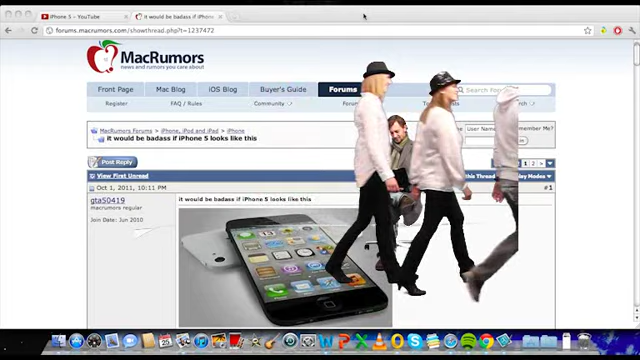 iPhone 5 - YouTube
it would be badass if iPhone
forums.macrumors.com/showthread.php?t=1237472
MacRumors
news and rumors you care about
Front Page Mac Blog iOS Blog Buyer's Guide Forums
Register FAQ / Rules Community
MacRumors Forums > iPhone, iPod and iPad > iPhone
it would be badass if iPhone 5 looks like this
User Name
Post Reply
1 2 >
View First Unread
Oct 1, 2011, 10:11 PM
#1
gta50419
macrumors regular
Join Date: Jun 2010
it would be badass if iPhone 5 looks like this